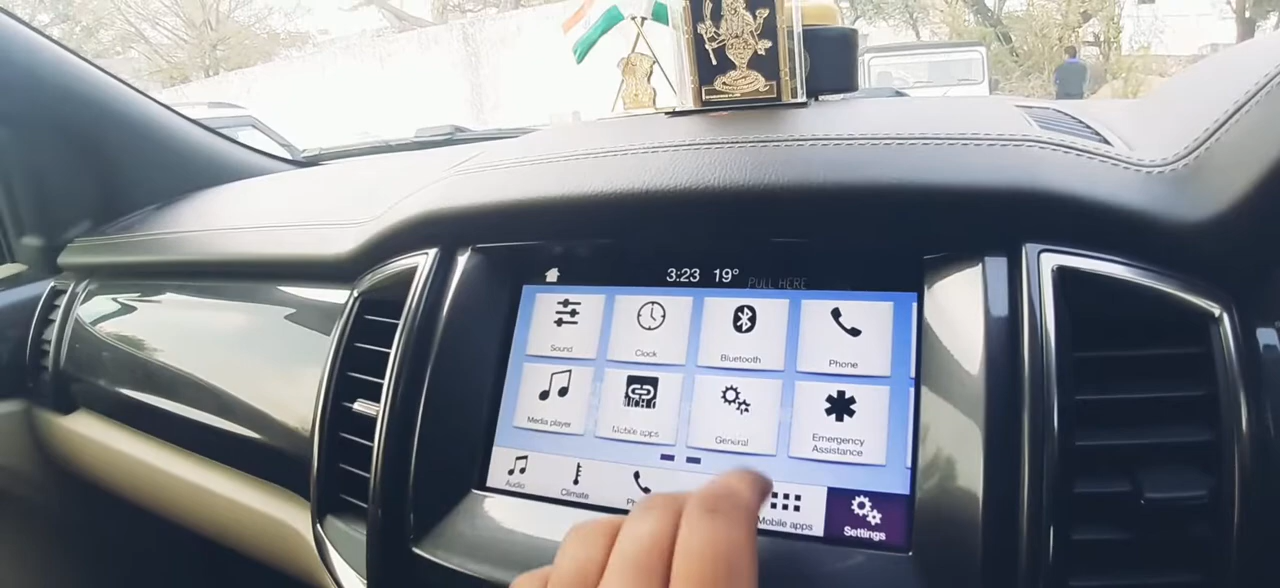 3:23 19°
PULL HERE
Sound
Clock
Bluetooth
Phone
Media player
Mobile apps
General
Emergency
Assistance
Audio
Climate
Mobile apps
Settings